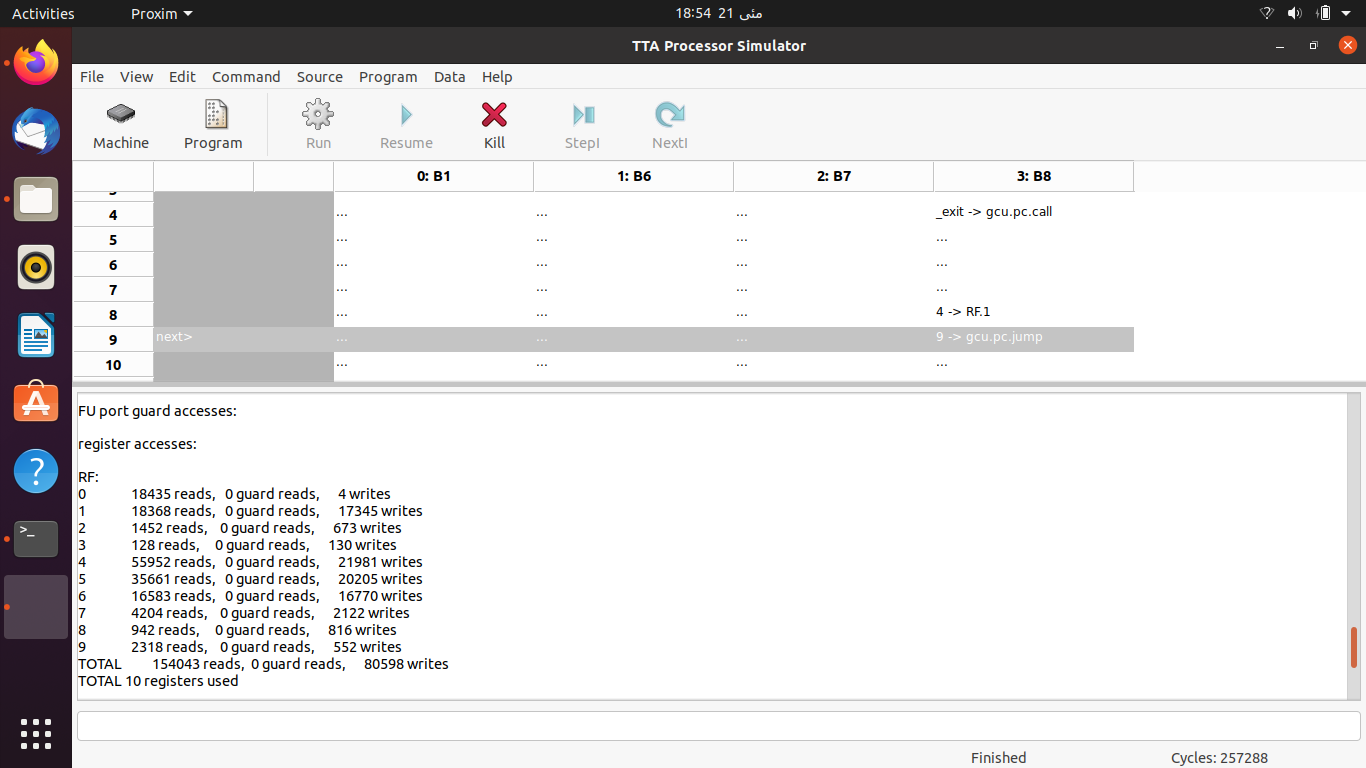 Activities Proxim 18:54 21 مئی
TTA Processor Simulator
File View Edit Command Source Program Data Help
Machine Program Run Resume Kill StepI NextI
0: B1 1: B6 2: B7 3: B8
4 ... ... ... _exit -> gcu.pc.call
5 ... ... ... ...
6 ... ... ... ...
7 ... ... ... ...
8 ... ... ... 4 -> RF.1
9 next> ... ... ... 9 -> gcu.pc.jump
10 ... ... ... ...
FU port guard accesses:
register accesses:
RF:
0 18435 reads, 0 guard reads, 4 writes
1 18368 reads, 0 guard reads, 17345 writes
2 1452 reads, 0 guard reads, 673 writes
3 128 reads, 0 guard reads, 130 writes
4 55952 reads, 0 guard reads, 21981 writes
5 35661 reads, 0 guard reads, 20205 writes
6 16583 reads, 0 guard reads, 16770 writes
7 4204 reads, 0 guard reads, 2122 writes
8 942 reads, 0 guard reads, 816 writes
9 2318 reads, 0 guard reads, 552 writes
TOTAL 154043 reads, 0 guard reads, 80598 writes
TOTAL 10 registers used
Finished Cycles: 257288